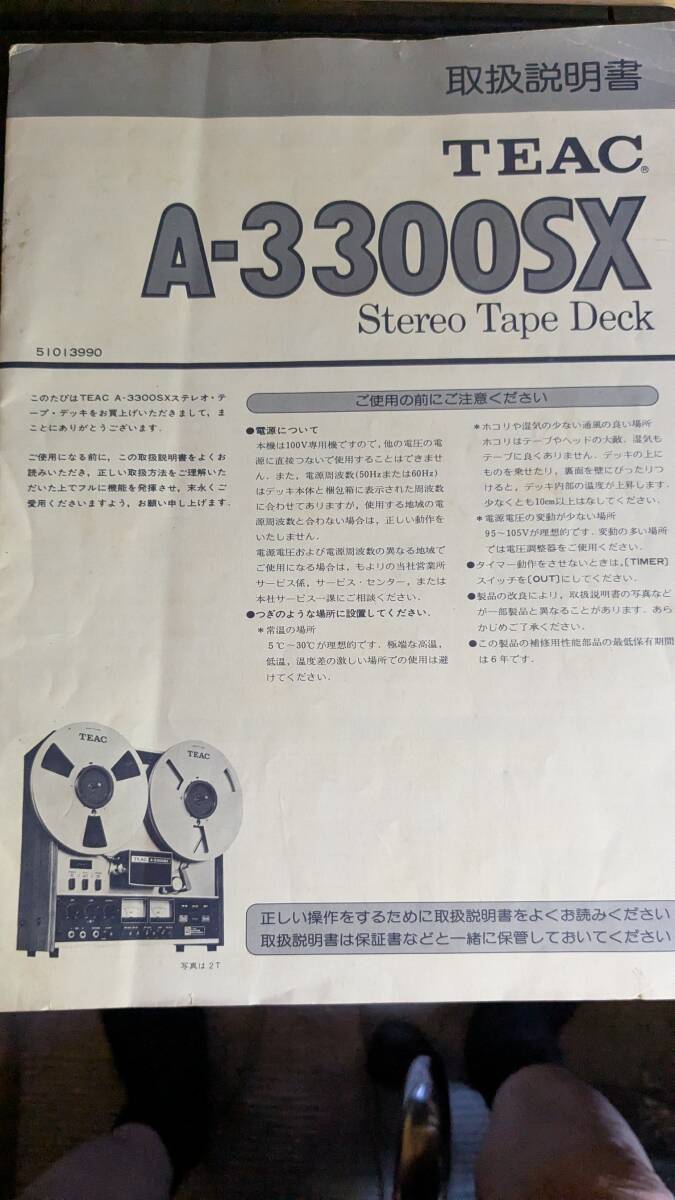 取扱説明書
TEAC®
A-3300SX
Stereo Tape Deck
51013990
このたびはTEAC A-3300SXステレオ・テ
ープ・デッキをお買上げいただきまして，ま
ことにありがとうございます．
ご使用になる前に，この取扱説明書をよくお
読みいただき，正しい取扱方法をご理解いた
だいた上でフルに機能を発揮させ，末永くご
愛用くださいますよう，お願い申し上げます．
ご使用の前にご注意ください
●電源について
本機は100V専用機ですので，他の電圧の電
源に直接つないで使用することはできませ
ん．また，電源周波数(50Hzまたは60Hz)
はデッキ本体と梱包箱に表示された周波数
に合わせてありますが，使用する地域の電
源周波数と合わない場合は，正しい動作を
いたしません．
電源電圧および電源周波数の異なる地域で
ご使用になる場合は，もよりの当社営業所
サービス係，サービス・センター，または
本社サービス一課にご相談ください．
●つぎのような場所に設置してください．
＊常温の場所
5℃～30℃が理想的です．極端な高温，
低温，温度差の激しい場所での使用は避
けてください．
＊ホコリや湿気の少ない通風の良い場所
ホコリはテープやヘッドの大敵．湿気も
テープに良くありません．デッキの上に
ものを乗せたり，裏面を壁にぴったりつ
けると，デッキ内部の温度が上昇します．
少なくとも10cm以上はなしてください．
＊電源電圧の変動が少ない場所
95～105Vが理想的です．変動の多い場所
では電圧調整器をご使用ください．
●タイマー動作をさせないときは，〔TIMER〕
スイッチを〔OUT〕にしてください．
●製品の改良により，取扱説明書の写真など
が一部製品と異なることがあります．あら
かじめご了承ください．
●この製品の補修用性能部品の最低保有期間
は6年です．
TEAC
TEAC
TEAC A-3300SX
写真は2T
正しい操作をするために取扱説明書をよくお読みください
取扱説明書は保証書などと一緒に保管しておいてください